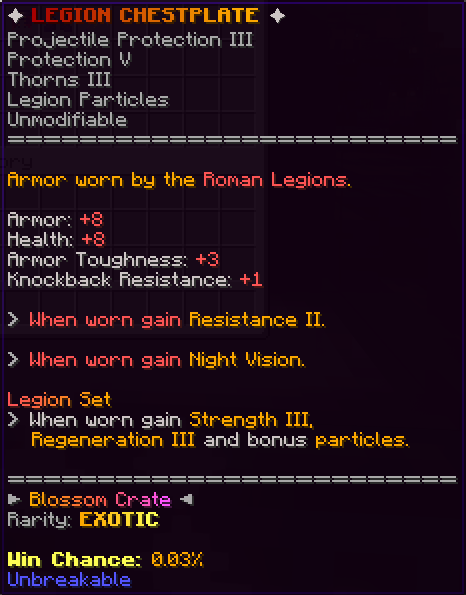 ✦ LEGION CHESTPLATE ✦
Projectile Protection III
Protection V
Thorns III
Legion Particles
Unmodifiable
================================
Armor worn by the Roman Legions.
Armor: +8
Health: +8
Armor Toughness: +3
Knockback Resistance: +1
> When worn gain Resistance II.
> When worn gain Night Vision.
Legion Set
> When worn gain Strength III,
Regeneration III and bonus particles.
================================
► Blossom Crate ◄
Rarity: EXOTIC
Win Chance: 0.03%
Unbreakable